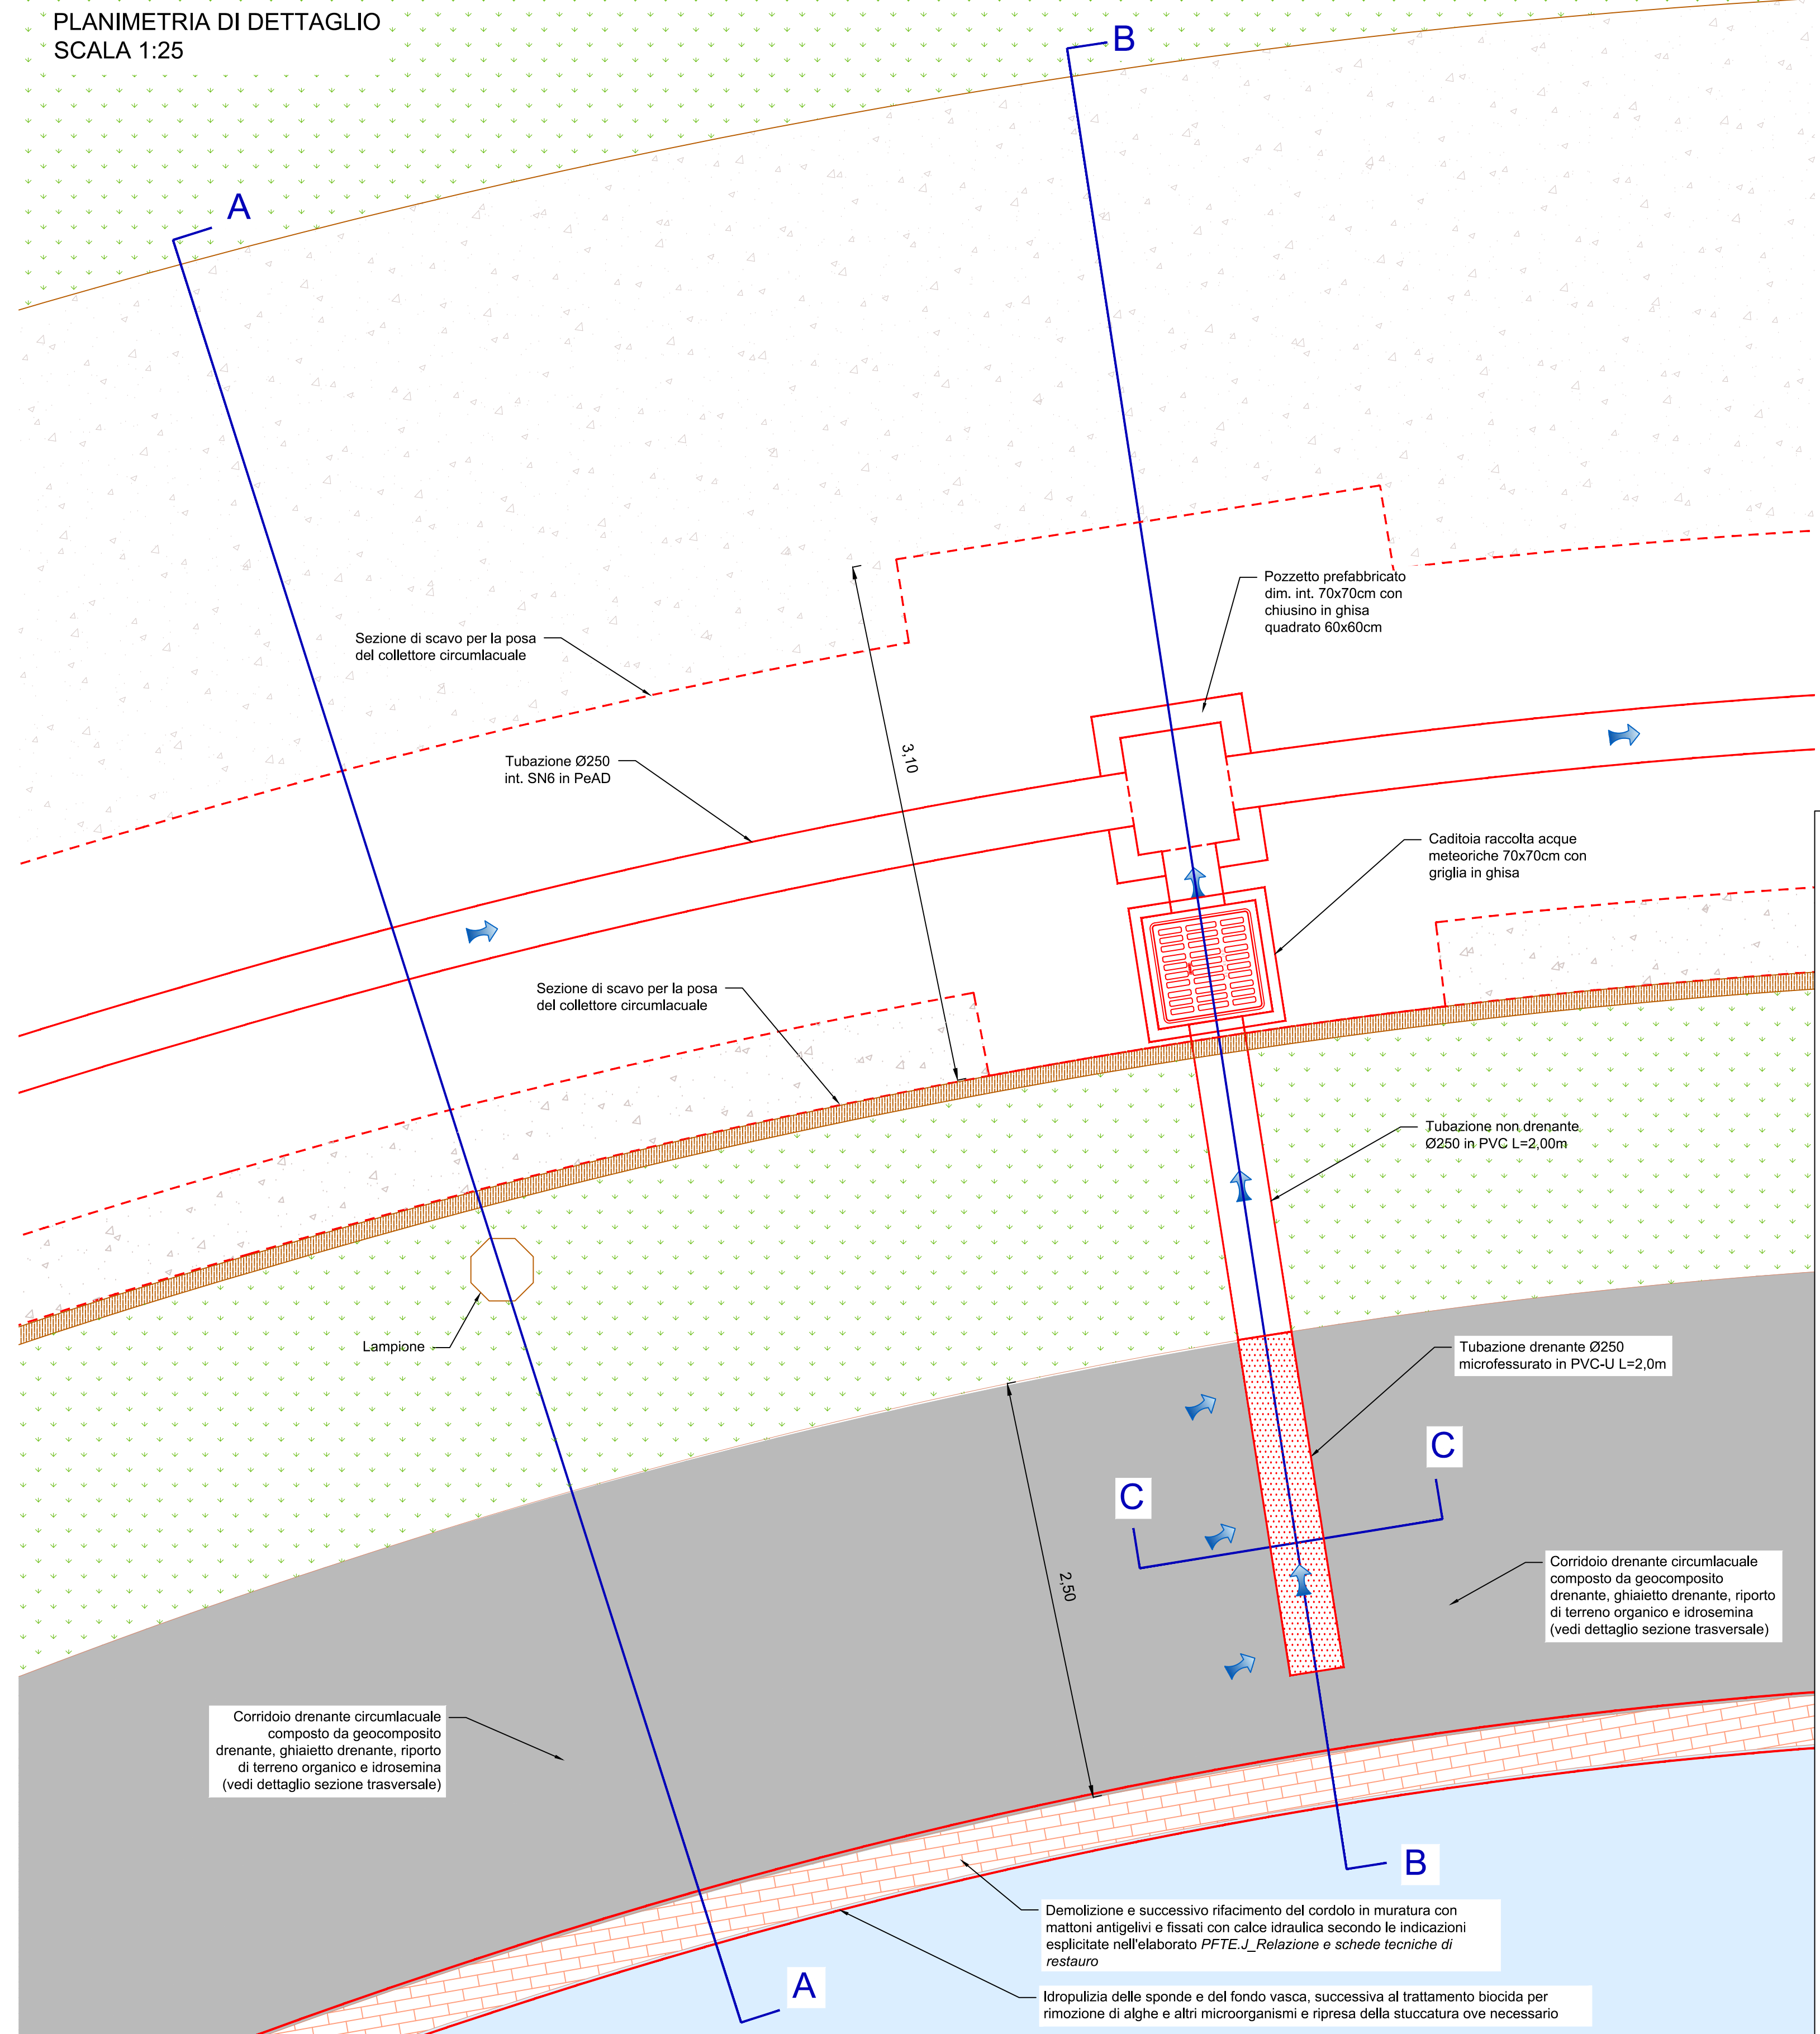 PLANIMETRIA DI DETTAGLIO
SCALA 1:25
B
A
Pozzetto prefabbricato
dim. int. 70x70cm con
chiusino in ghisa
quadrato 60x60cm
Sezione di scavo per la posa
del collettore circumlacuale
3,10
Tubazione Ø250
int. SN6 in PeAD
Caditoia raccolta acque
meteoriche 70x70cm con
griglia in ghisa
Sezione di scavo per la posa
del collettore circumlacuale
Tubazione non drenante
Ø250 in PVC L=2,00m
Lampione
Tubazione drenante Ø250
microfessurato in PVC-U L=2,0m
C
C
2,50
Corridoio drenante circumlacuale
composto da geocomposito
drenante, ghiaietto drenante, riporto
di terreno organico e idrosemina
(vedi dettaglio sezione trasversale)
Corridoio drenante circumlacuale
composto da geocomposito
drenante, ghiaietto drenante, riporto
di terreno organico e idrosemina
(vedi dettaglio sezione trasversale)
B
Demolizione e successivo rifacimento del cordolo in muratura con
mattoni antigelivi e fissati con calce idraulica secondo le indicazioni
esplicitate nell'elaborato PFTE.J_Relazione e schede tecniche di
restauro
A
Idropulizia delle sponde e del fondo vasca, successiva al trattamento biocida per
rimozione di alghe e altri microorganismi e ripresa della stuccatura ove necessario